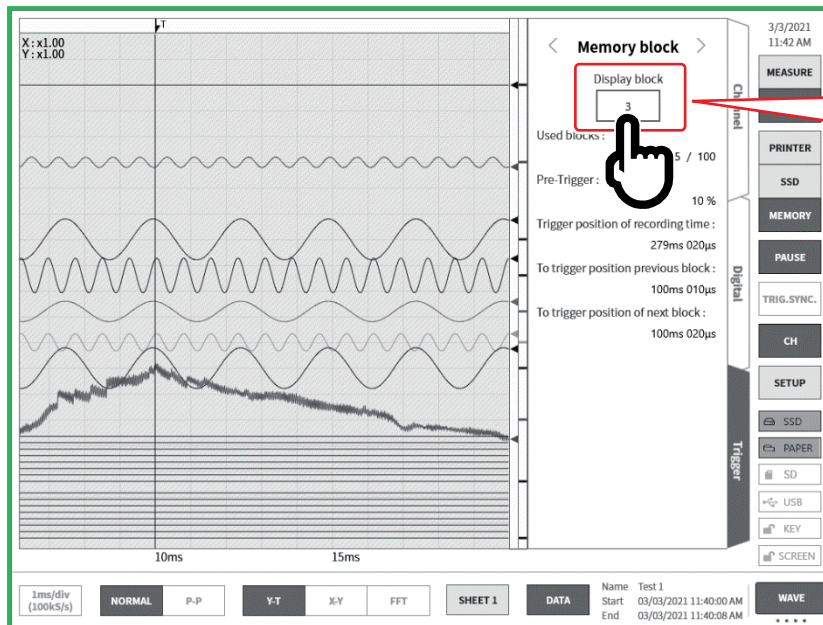 T
X : x1.00
Y : x1.00
10ms
15ms
Memory block
Display block
3
Used blocks :
5 / 100
Pre-Trigger :
10 %
Trigger position of recording time :
279ms 020µs
To trigger position previous block :
100ms 010µs
To trigger position of next block :
100ms 020µs
Digital
Trigger
3/3/2021
11:42 AM
MEASURE
PRINTER
SSD
MEMORY
PAUSE
TRIG.SYNC.
CH
SETUP
SSD
PAPER
SD
USB
KEY
SCREEN
1ms/div
(100kS/s)
NORMAL
P-P
Y-T
X-Y
FFT
SHEET 1
DATA
Name Test 1
Start 03/03/2021 11:40:00 AM
End 03/03/2021 11:40:08 AM
WAVE